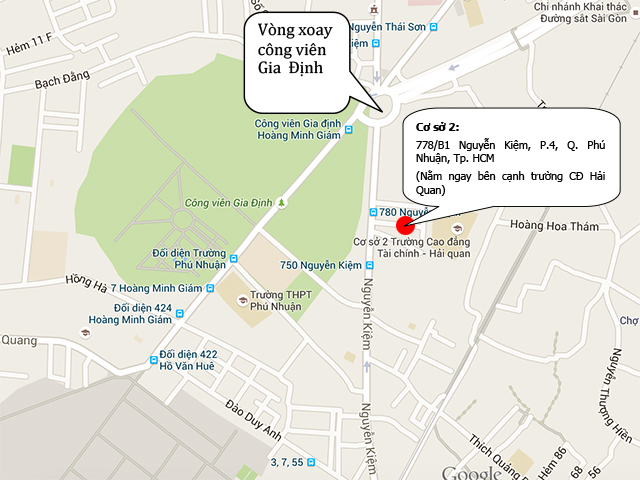 Hẻm 11 F
Bạch Đằng
Vòng xoay
công viên
Gia Định
Nguyễn Thái Sơn
Chi nhánh Khai thác
Đường sắt Sài Gòn
Công viên Gia định
Hoàng Minh Giám
Cơ sở 2:
778/B1 Nguyễn Kiệm, P.4, Q. Phú
Nhuận, Tp. HCM
(Nằm ngay bên cạnh trường CĐ Hải
Quan)
Công viên Gia Định
780 Nguyễn
Cơ sở 2 Trường Cao đẳng
Tài chính - Hải quan
Hoàng Hoa Thám
Đối diện Trường
Phú Nhuận
750 Nguyễn Kiệm
Hồng Hà
7 Hoàng Minh Giám
Trường THPT
Phú Nhuận
Đối diện 424
Hoàng Minh Giám
Nguyễn Kiệm
Chợ
Quang
Đối diện 422
Hồ Văn Huê
Nguyễn Thượng Hiền
Đào Duy Anh
Nguyễn Kiệm
Thích Quảng
Hẻm 86
Hẻm 68
3, 7, 55
Google